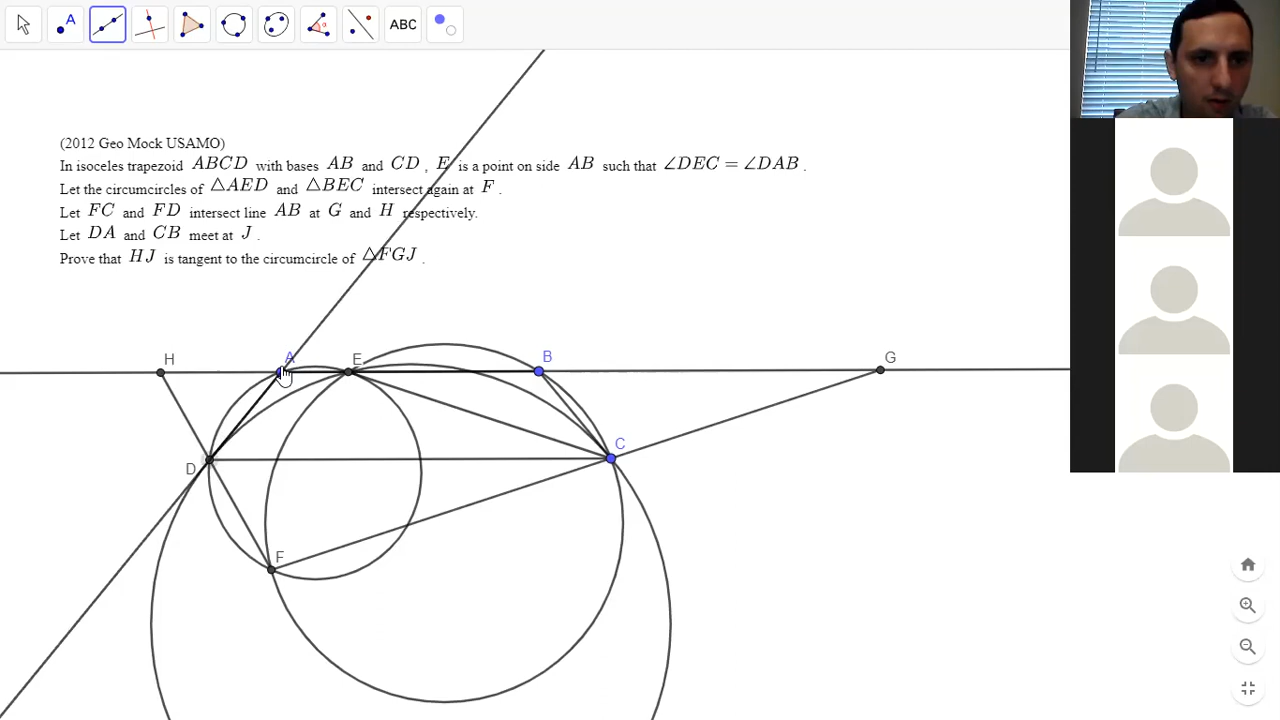 A
ABC
(2012 Geo Mock USAMO)
In isoceles trapezoid ABCD with bases AB and CD , E is a point on side AB such that ∠DEC = ∠DAB .
Let the circumcircles of △AED and △BEC intersect again at F .
Let FC and FD intersect line AB at G and H respectively.
Let DA and CB meet at J .
Prove that HJ is tangent to the circumcircle of △FGJ .
H
A
E
B
G
D
C
F